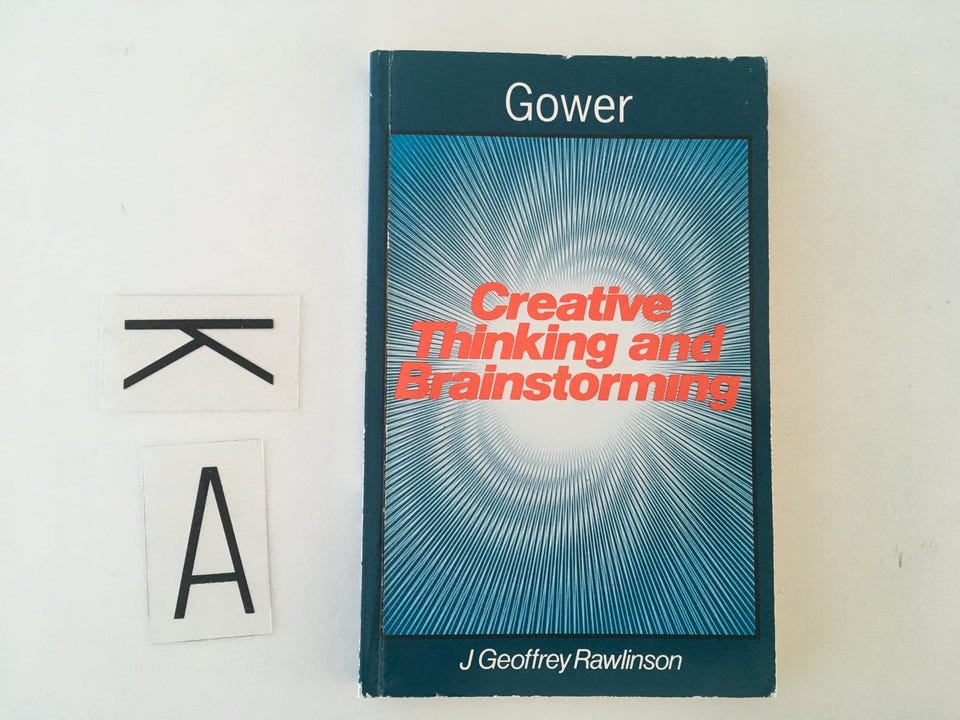 K
A
Gower
Creative
Thinking and
Brainstorming
J Geoffrey Rawlinson